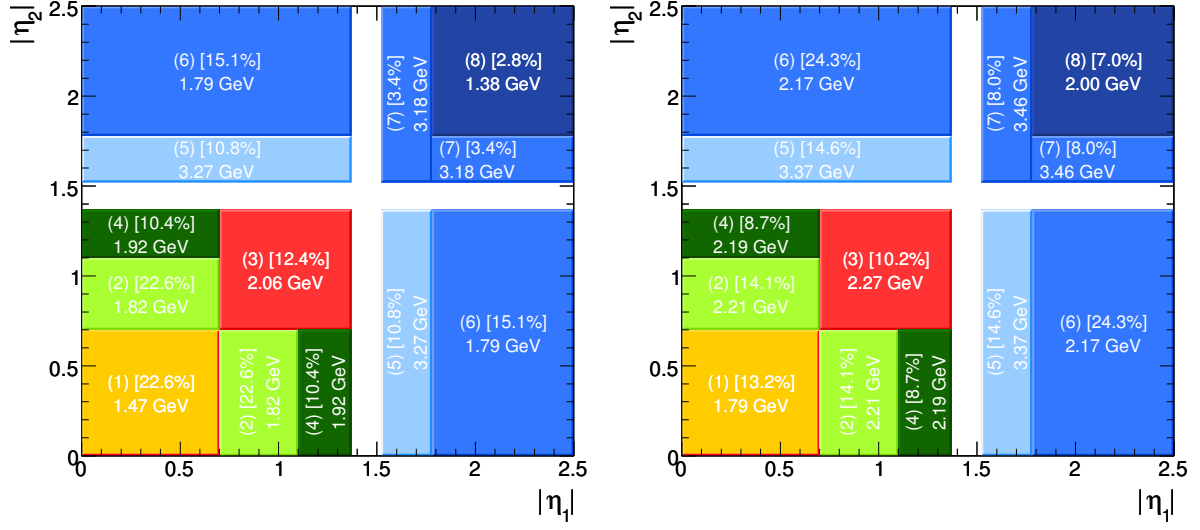 |η2|
2.5
2
1.5
1
0.5
0
(6) [15.1%]
1.79 GeV
(5) [10.8%]
3.27 GeV
(7) [3.4%]
3.18 GeV
(8) [2.8%]
1.38 GeV
(7) [3.4%]
3.18 GeV
(4) [10.4%]
1.92 GeV
(2) [22.6%]
1.82 GeV
(3) [12.4%]
2.06 GeV
(1) [22.6%]
1.47 GeV
(2) [22.6%]
1.82 GeV
(4) [10.4%]
1.92 GeV
(5) [10.8%]
3.27 GeV
(6) [15.1%]
1.79 GeV
0 0.5 1 1.5 2 2.5
|η1|
|η2|
2.5
2
1.5
1
0.5
0
(6) [24.3%]
2.17 GeV
(5) [14.6%]
3.37 GeV
(7) [8.0%]
3.46 GeV
(8) [7.0%]
2.00 GeV
(7) [8.0%]
3.46 GeV
(4) [8.7%]
2.19 GeV
(2) [14.1%]
2.21 GeV
(3) [10.2%]
2.27 GeV
(1) [13.2%]
1.79 GeV
(2) [14.1%]
2.21 GeV
(4) [8.7%]
2.19 GeV
(5) [14.6%]
3.37 GeV
(6) [24.3%]
2.17 GeV
0 0.5 1 1.5 2 2.5
|η1|